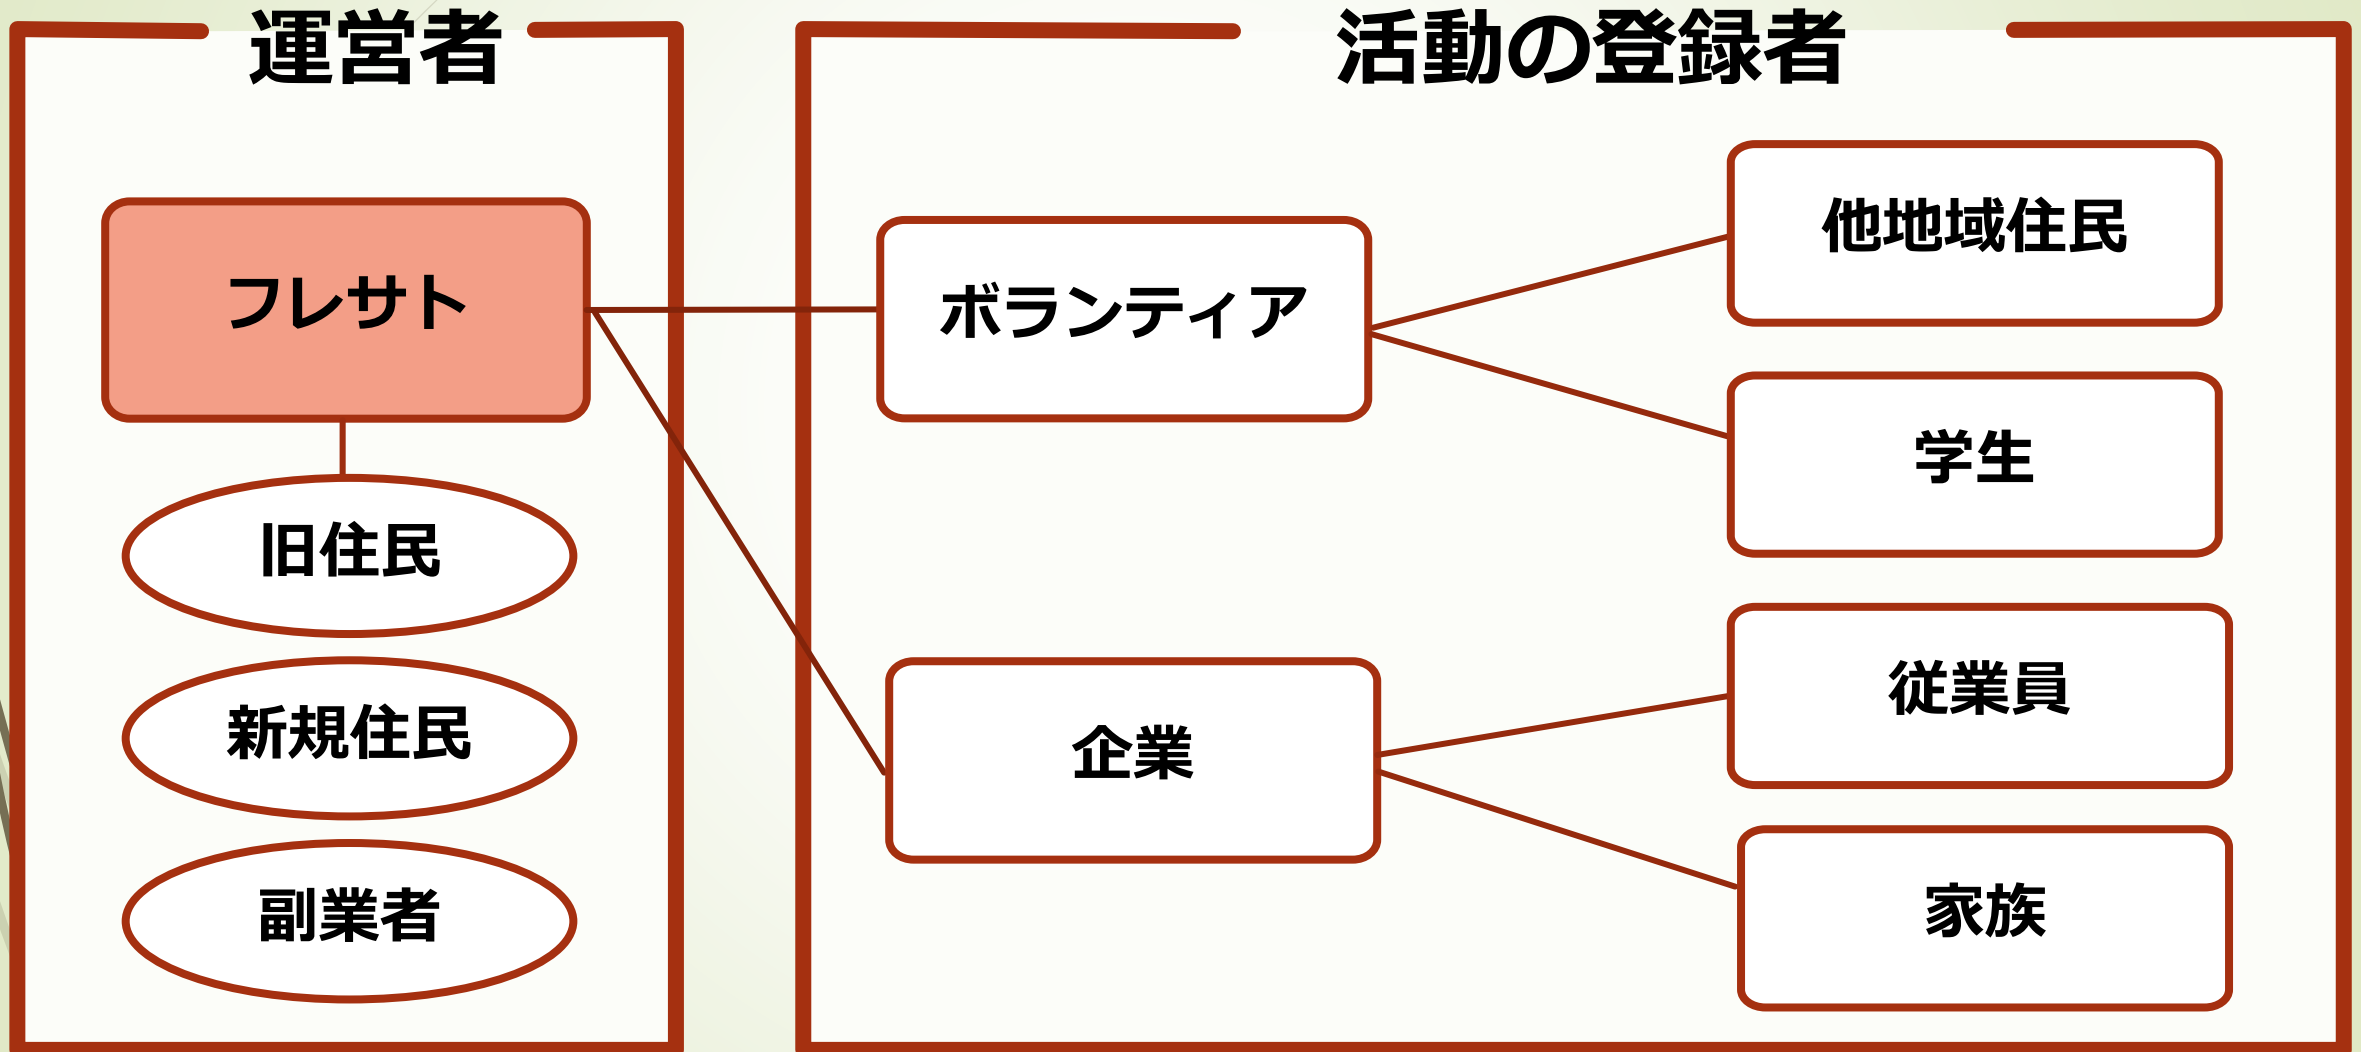 運営者
フレサト
旧住民
新規住民
副業者
活動の登録者
ボランティア
他地域住民
学生
企業
従業員
家族